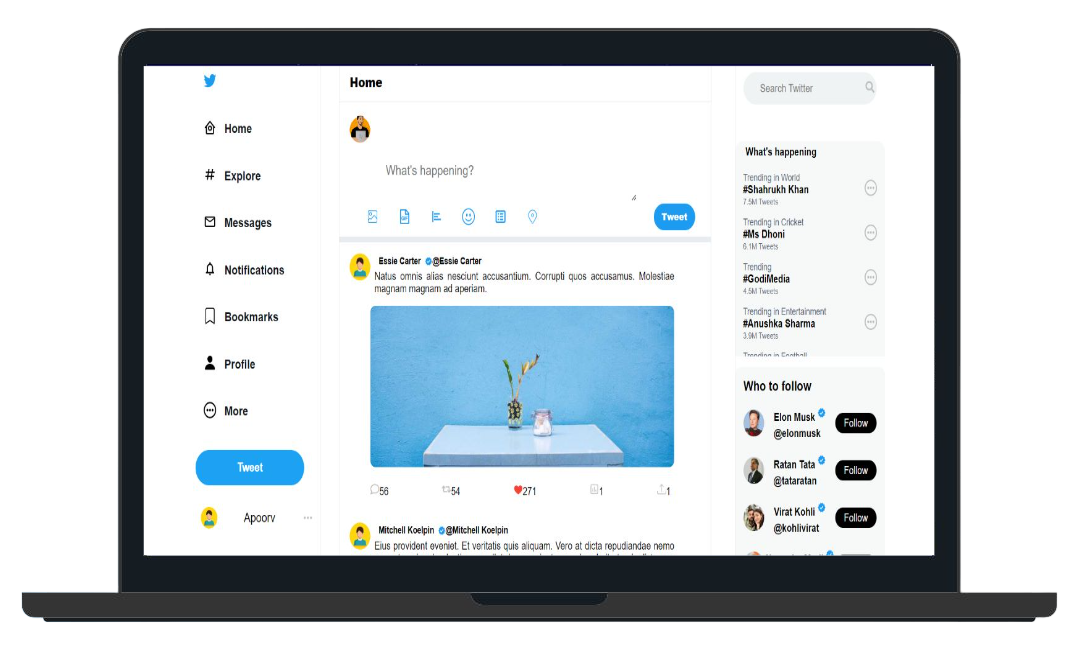 Home
Explore
Messages
Notifications
Bookmarks
Profile
More
Tweet
Apoorv
Home
What's happening?
Tweet
Essie Carter @Essie Carter
Natus omnis alias nesciunt accusantium. Corrupti quos accusamus. Molestiae
magnam magnam ad aperiam.
56 54 271 1 1
Mitchell Koelpin @Mitchell Koelpin
Eius provident eveniet. Et veritatis quis aliquam. Vero at dicta repudiandae nemo
Search Twitter
What's happening
Trending in World
#Shahrukh Khan
7.5M Tweets
Trending in Cricket
#Ms Dhoni
6.1M Tweets
Trending
#GodiMedia
4.5M Tweets
Trending in Entertainment
#Anushka Sharma
3.9M Tweets
Trending in Football
Who to follow
Elon Musk
@elonmusk
Follow
Ratan Tata
@tataratan
Follow
Virat Kohli
@kohlivirat
Follow